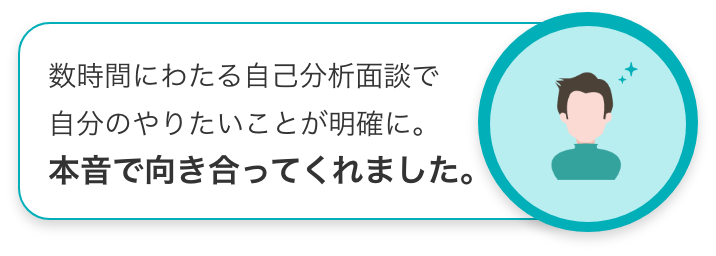 数時間にわたる自己分析面談で
自分のやりたいことが明確に。
本音で向き合ってくれました。